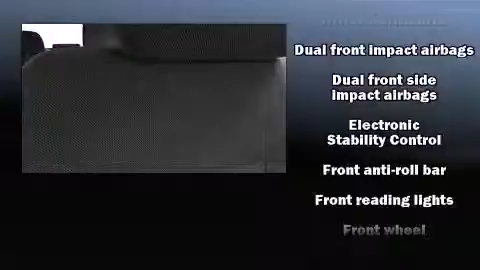 Dual front impact airbags
Dual front side
impact airbags
Electronic
Stability Control
Front anti-roll bar
Front reading lights
Front wheel